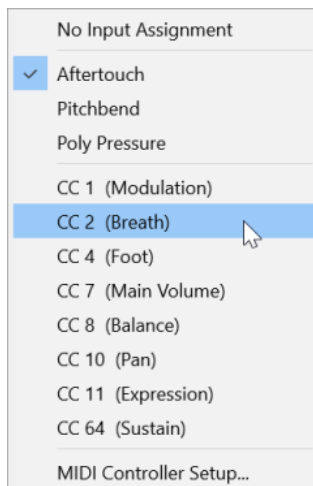 No Input Assignment
Aftertouch
Pitchbend
Poly Pressure
CC 1 (Modulation)
CC 2 (Breath)
CC 4 (Foot)
CC 7 (Main Volume)
CC 8 (Balance)
CC 10 (Pan)
CC 11 (Expression)
CC 64 (Sustain)
MIDI Controller Setup...